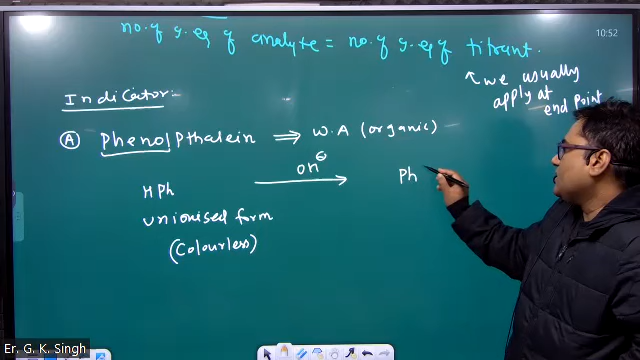 10:52
no. of g. eq of analyte = no. of g. eq of titrant.
↑ we usually
apply at
end point
Indicator:-
(A) Phenolpthalein ⟹ W.A (organic)
OH⊖
HPh ⟶ Ph
Unionised form
(Colourless)
Er. G. K. Singh